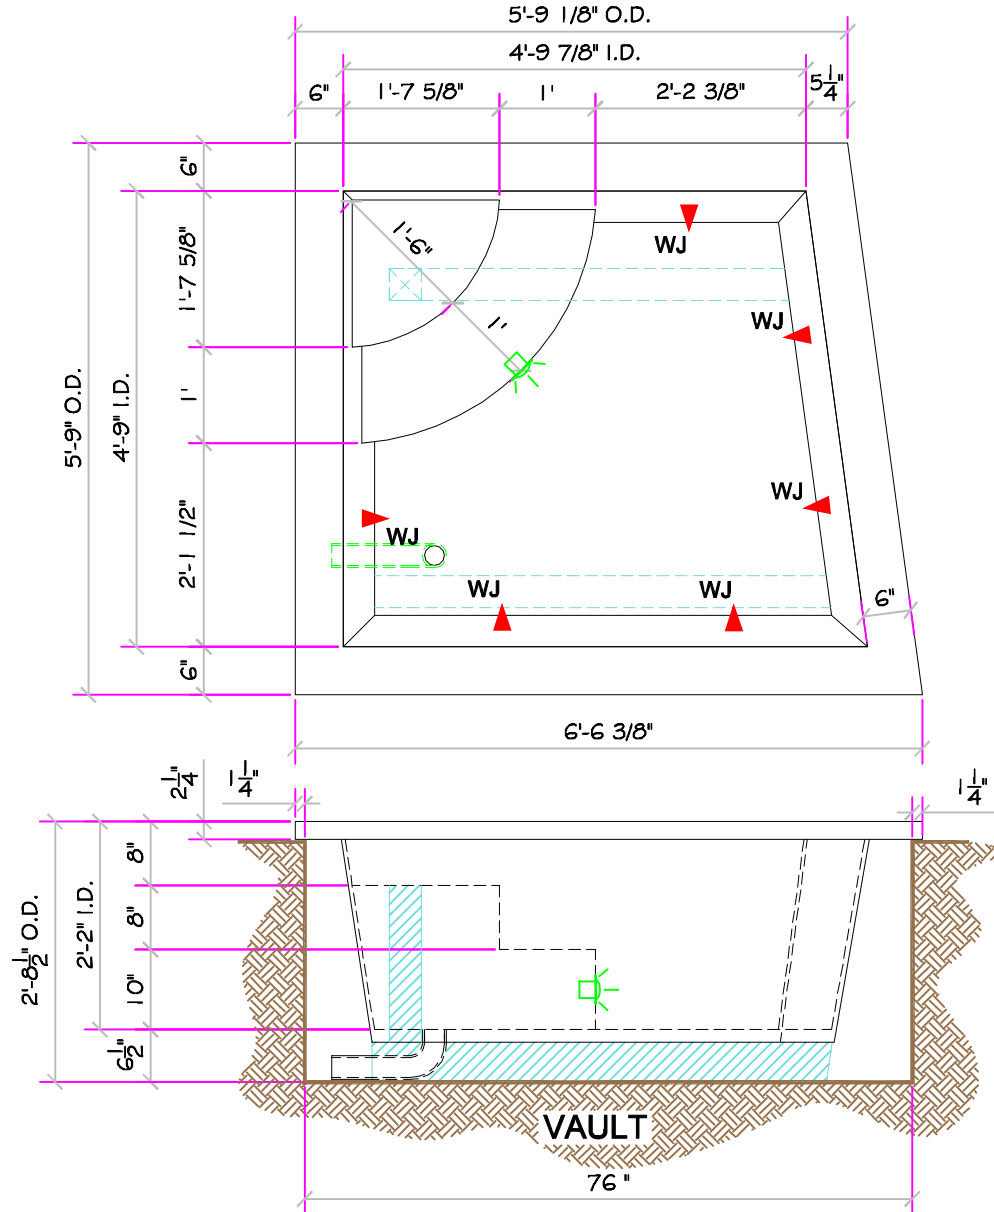 5'-9 1/8" O.D.
4'-9 7/8" I.D.
6"
1'-7 5/8"
1'
2'-2 3/8"
5 1/4"
6"
1'-7 5/8"
1'
2'-1 1/2"
6"
4'-9" I.D.
5'-9" O.D.
1'-6"
1'
WJ
WJ
WJ
WJ
WJ
WJ
6"
6'-6 3/8"
2 1/4"
1 1/4"
1 1/4"
8"
8"
10"
6 1/2"
2'-2" I.D.
2'-8 1/2" O.D.
VAULT
76 "